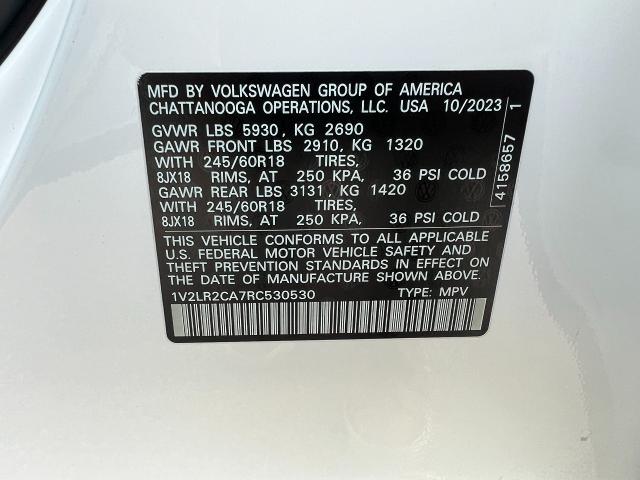 MFD BY VOLKSWAGEN GROUP OF AMERICA
CHATTANOOGA OPERATIONS, LLC. USA 10/2023
GVWR LBS 5930 , KG 2690
GAWR FRONT LBS 2910, KG 1320
WITH 245/60R18 TIRES,
8JX18 RIMS, AT 250 KPA, 36 PSI COLD
GAWR REAR LBS 3131 , KG 1420
WITH 245/60R18 TIRES,
8JX18 RIMS, AT 250 KPA, 36 PSI COLD
THIS VEHICLE CONFORMS TO ALL APPLICABLE
U.S. FEDERAL MOTOR VEHICLE SAFETY AND
THEFT PREVENTION STANDARDS IN EFFECT ON
THE DATE OF MANUFACTURE SHOWN ABOVE.
1V2LR2CA7RC530530 TYPE: MPV
4158657 1